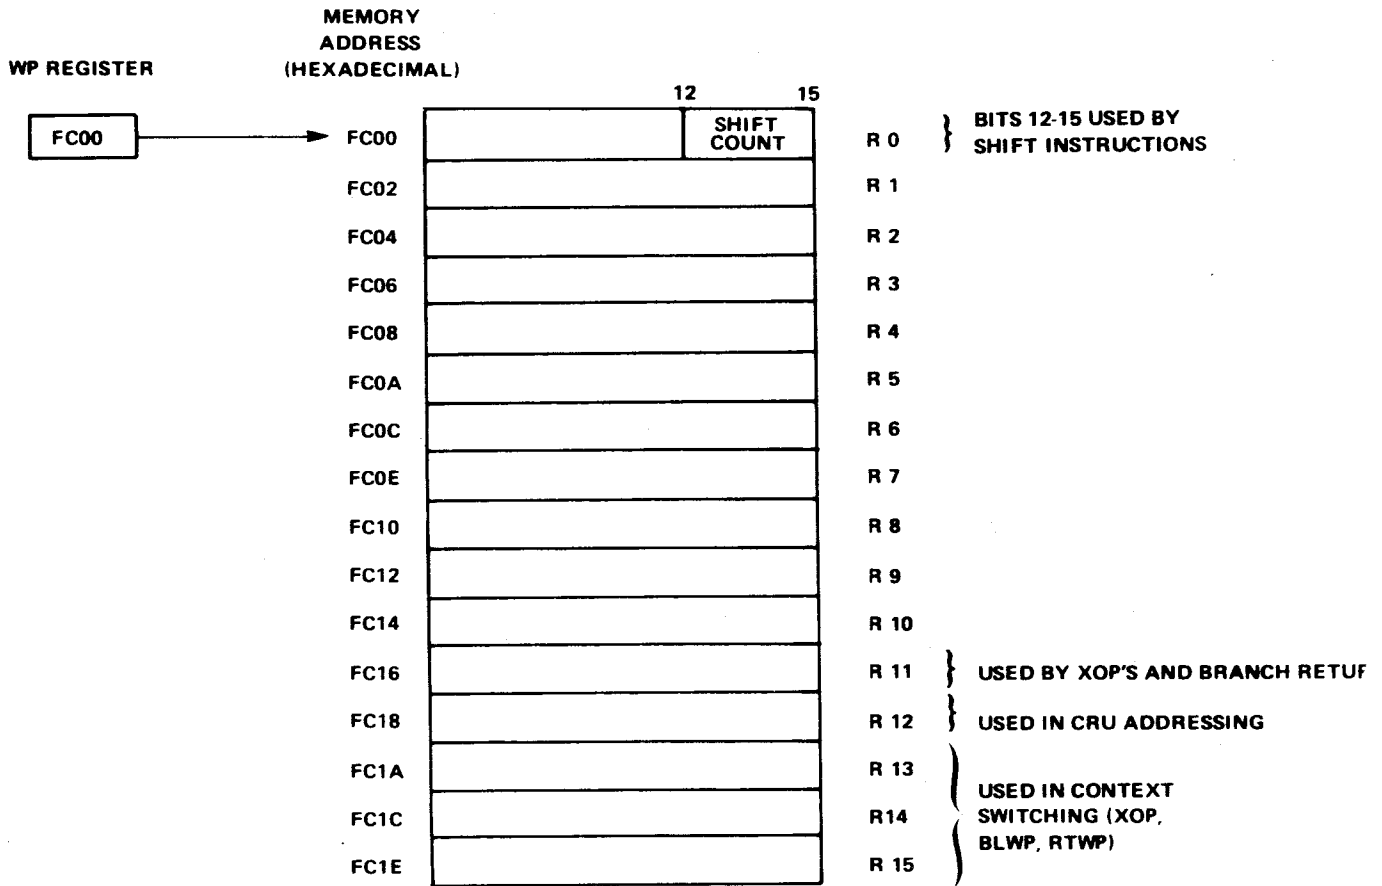 MEMORY
ADDRESS
WP REGISTER (HEXADECIMAL)
12 15
FC00 FC00 SHIFT COUNT R 0 } BITS 12-15 USED BY
SHIFT INSTRUCTIONS
FC02 R 1
FC04 R 2
FC06 R 3
FC08 R 4
FC0A R 5
FC0C R 6
FC0E R 7
FC10 R 8
FC12 R 9
FC14 R 10
FC16 R 11 } USED BY XOP'S AND BRANCH
FC18 R 12 } USED IN CRU ADDRESSING
FC1A R 13
FC1C R14
FC1E R 15
USED IN CONTEXT
SWITCHING (XOP,
BLWP, RTWP)